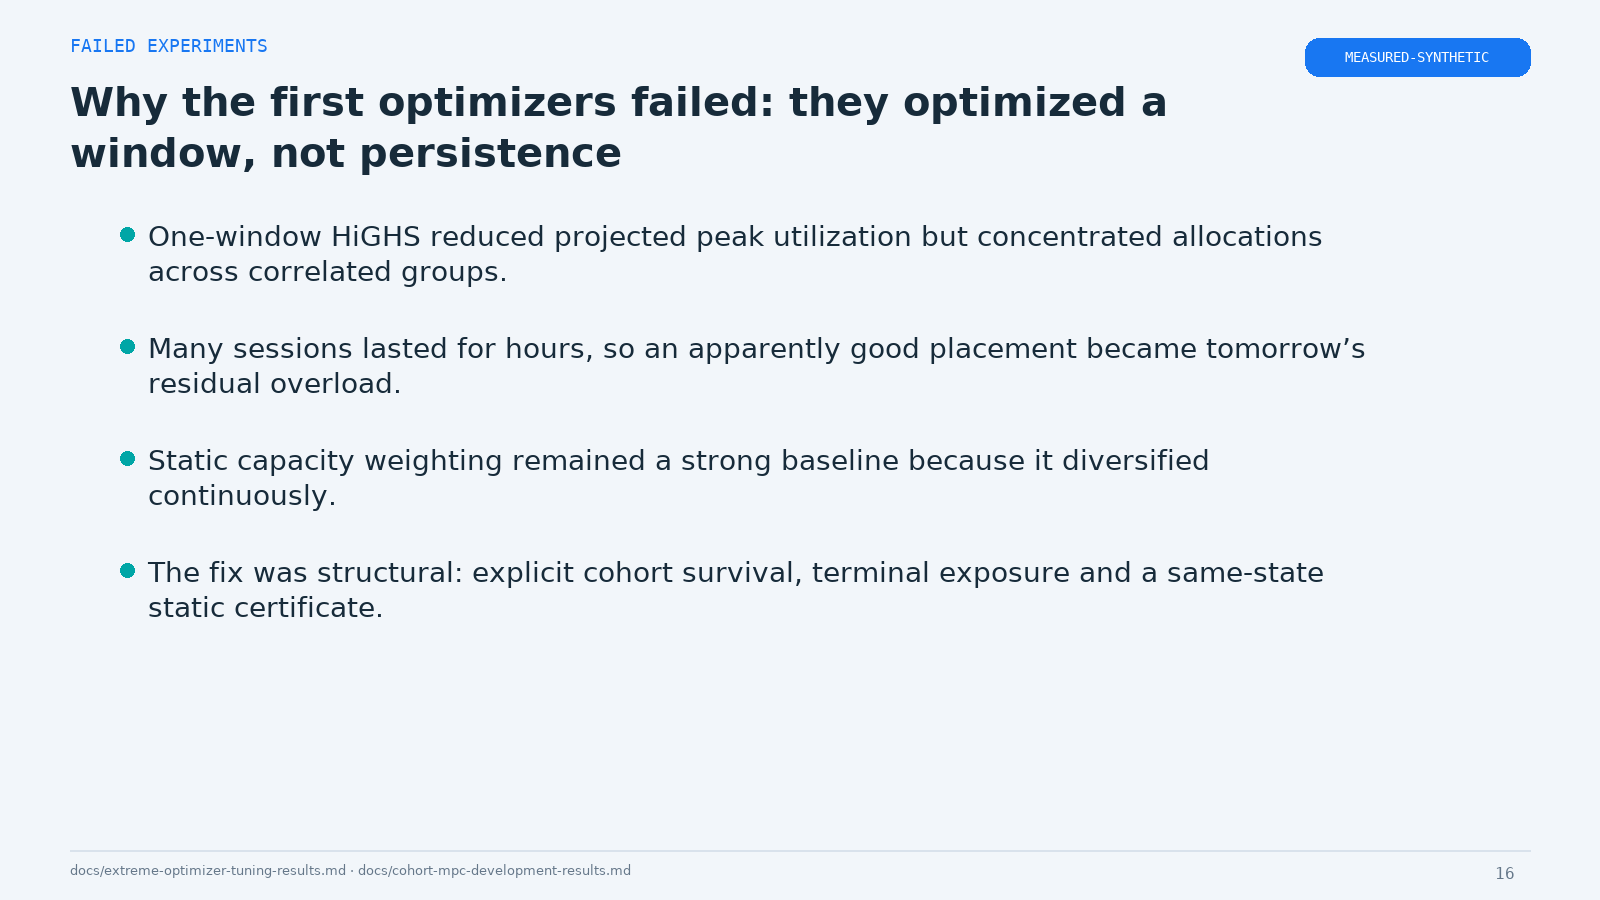 FAILED EXPERIMENTS
MEASURED-SYNTHETIC
Why the first optimizers failed: they optimized a
window, not persistence
One-window HiGHS reduced projected peak utilization but concentrated allocations
across correlated groups.
Many sessions lasted for hours, so an apparently good placement became tomorrow’s
residual overload.
Static capacity weighting remained a strong baseline because it diversified
continuously.
The fix was structural: explicit cohort survival, terminal exposure and a same-state
static certificate.
docs/extreme-optimizer-tuning-results.md · docs/cohort-mpc-development-results.md
16